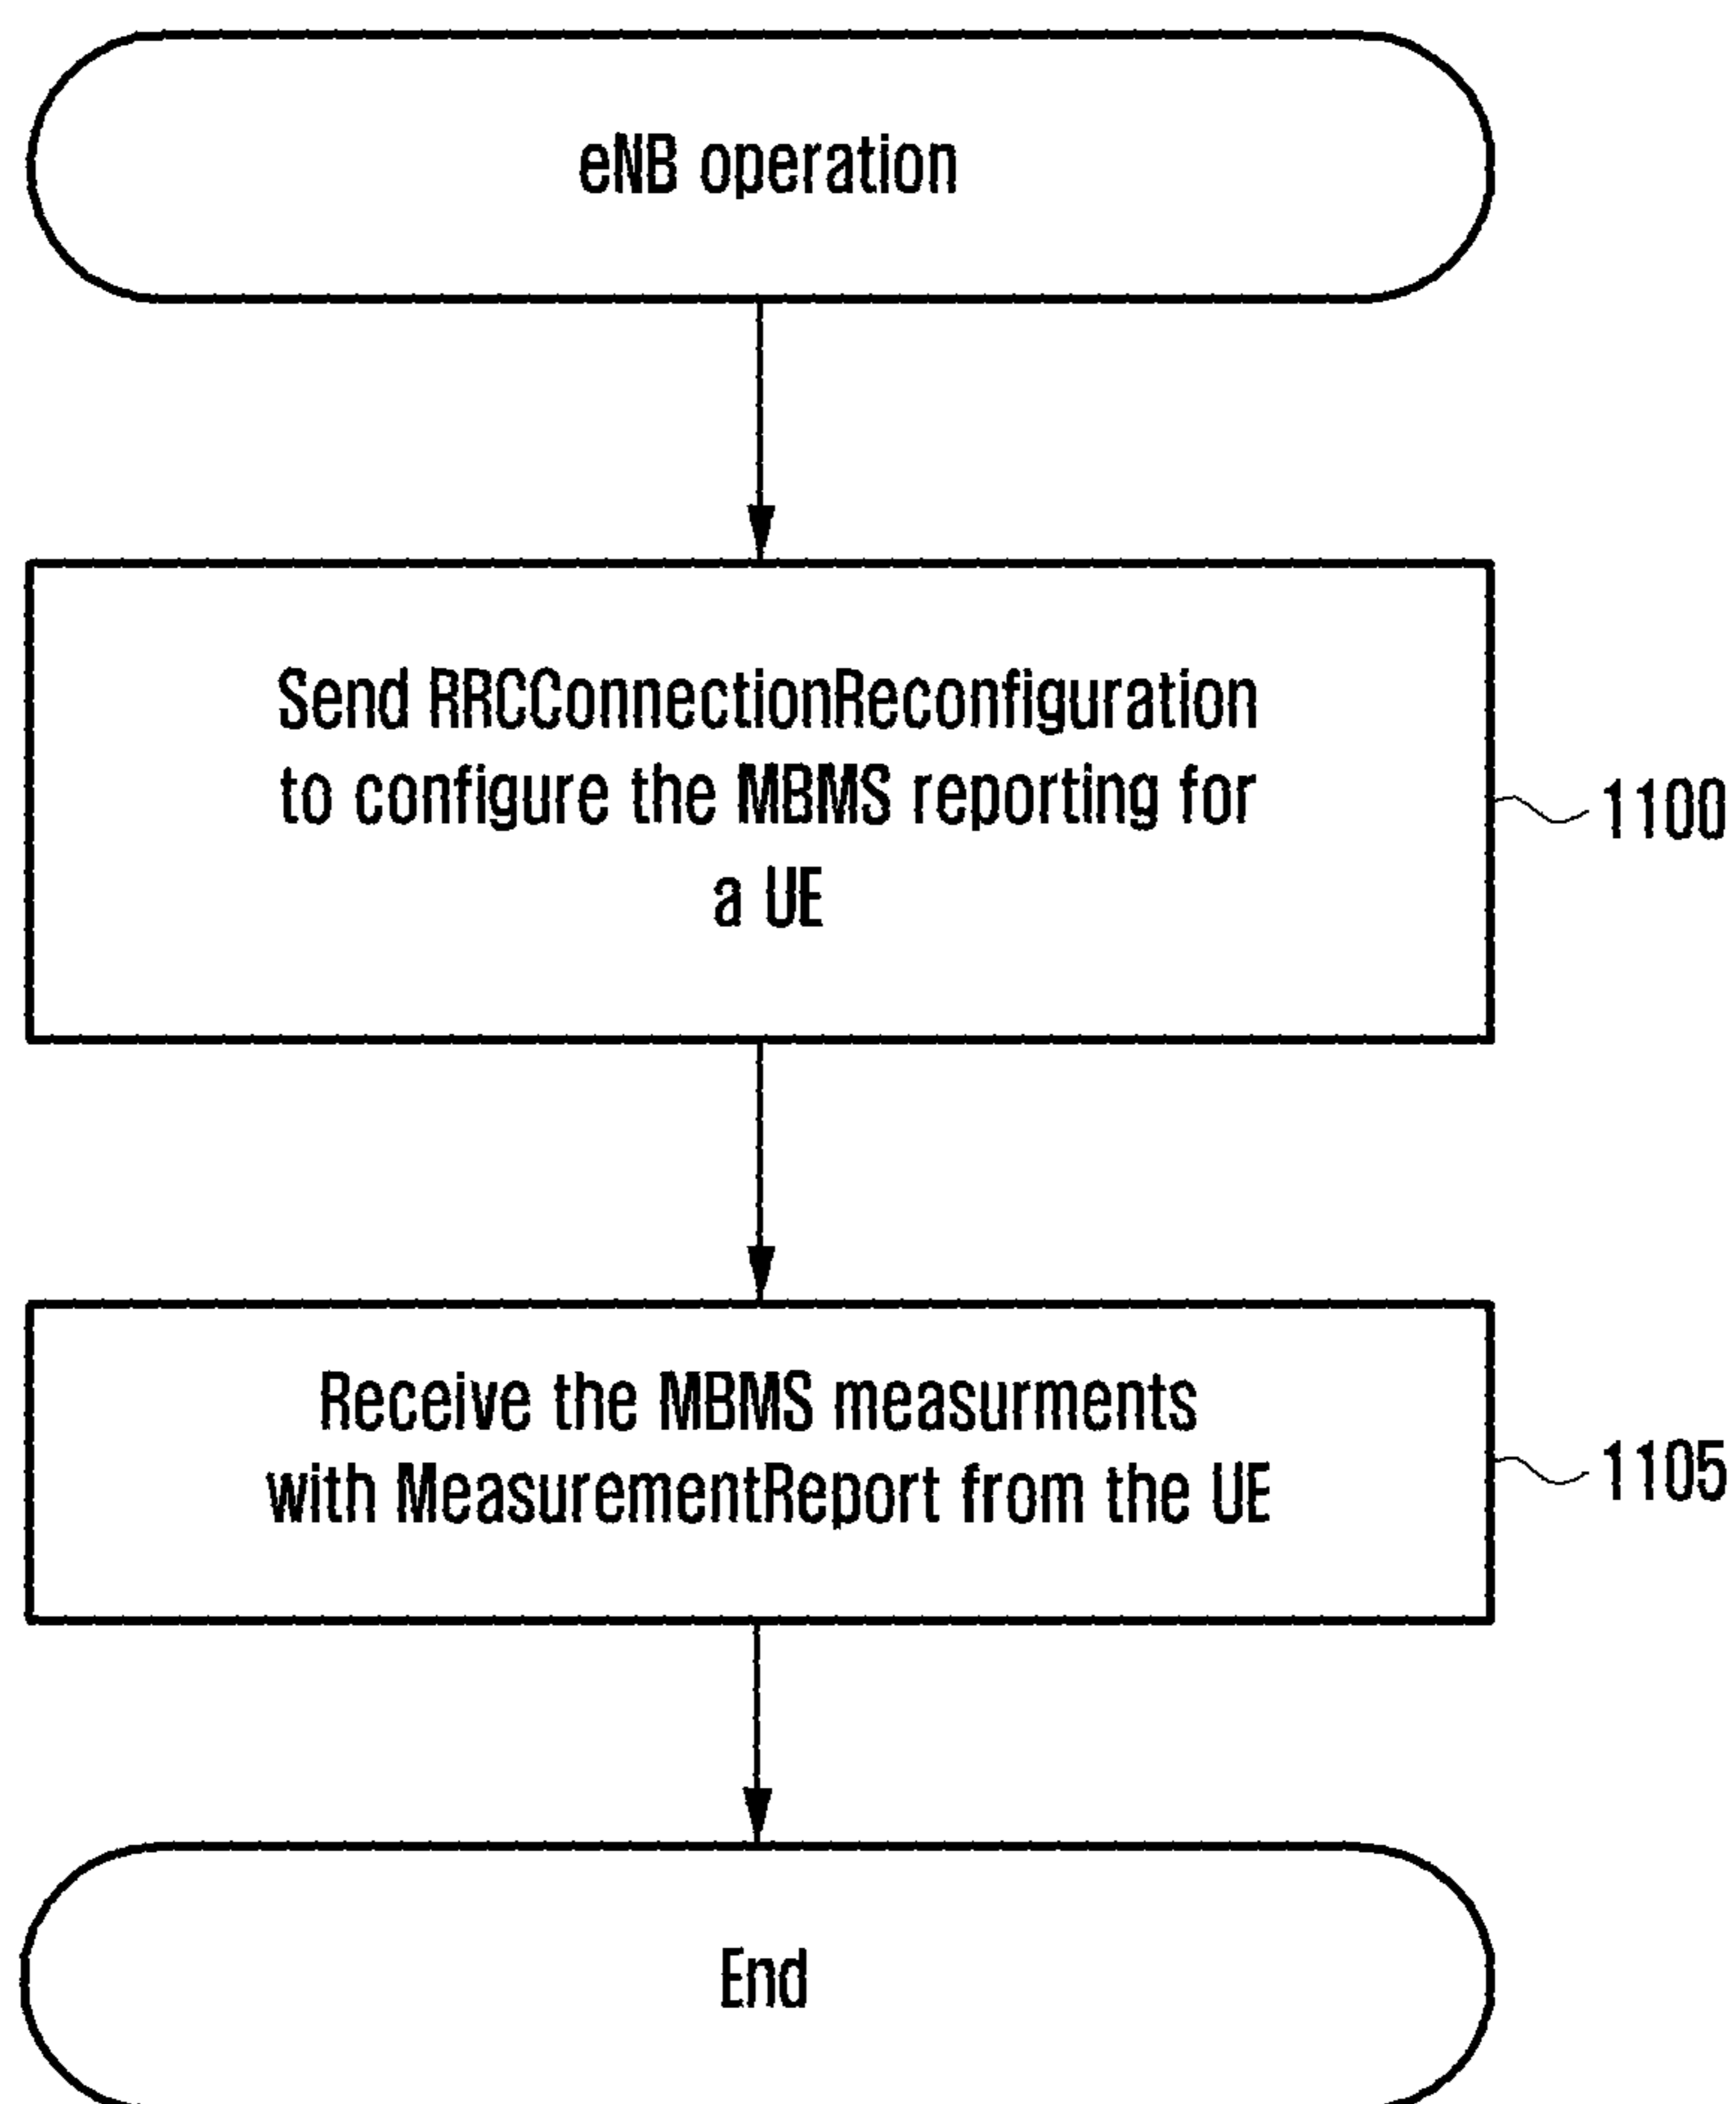 eNB operation
Send RRCConnectionReconfiguration
to configure the MBMS reporting for
a UE
1100
Receive the MBMS measurments
with MeasurementReport from the UE
1105
End